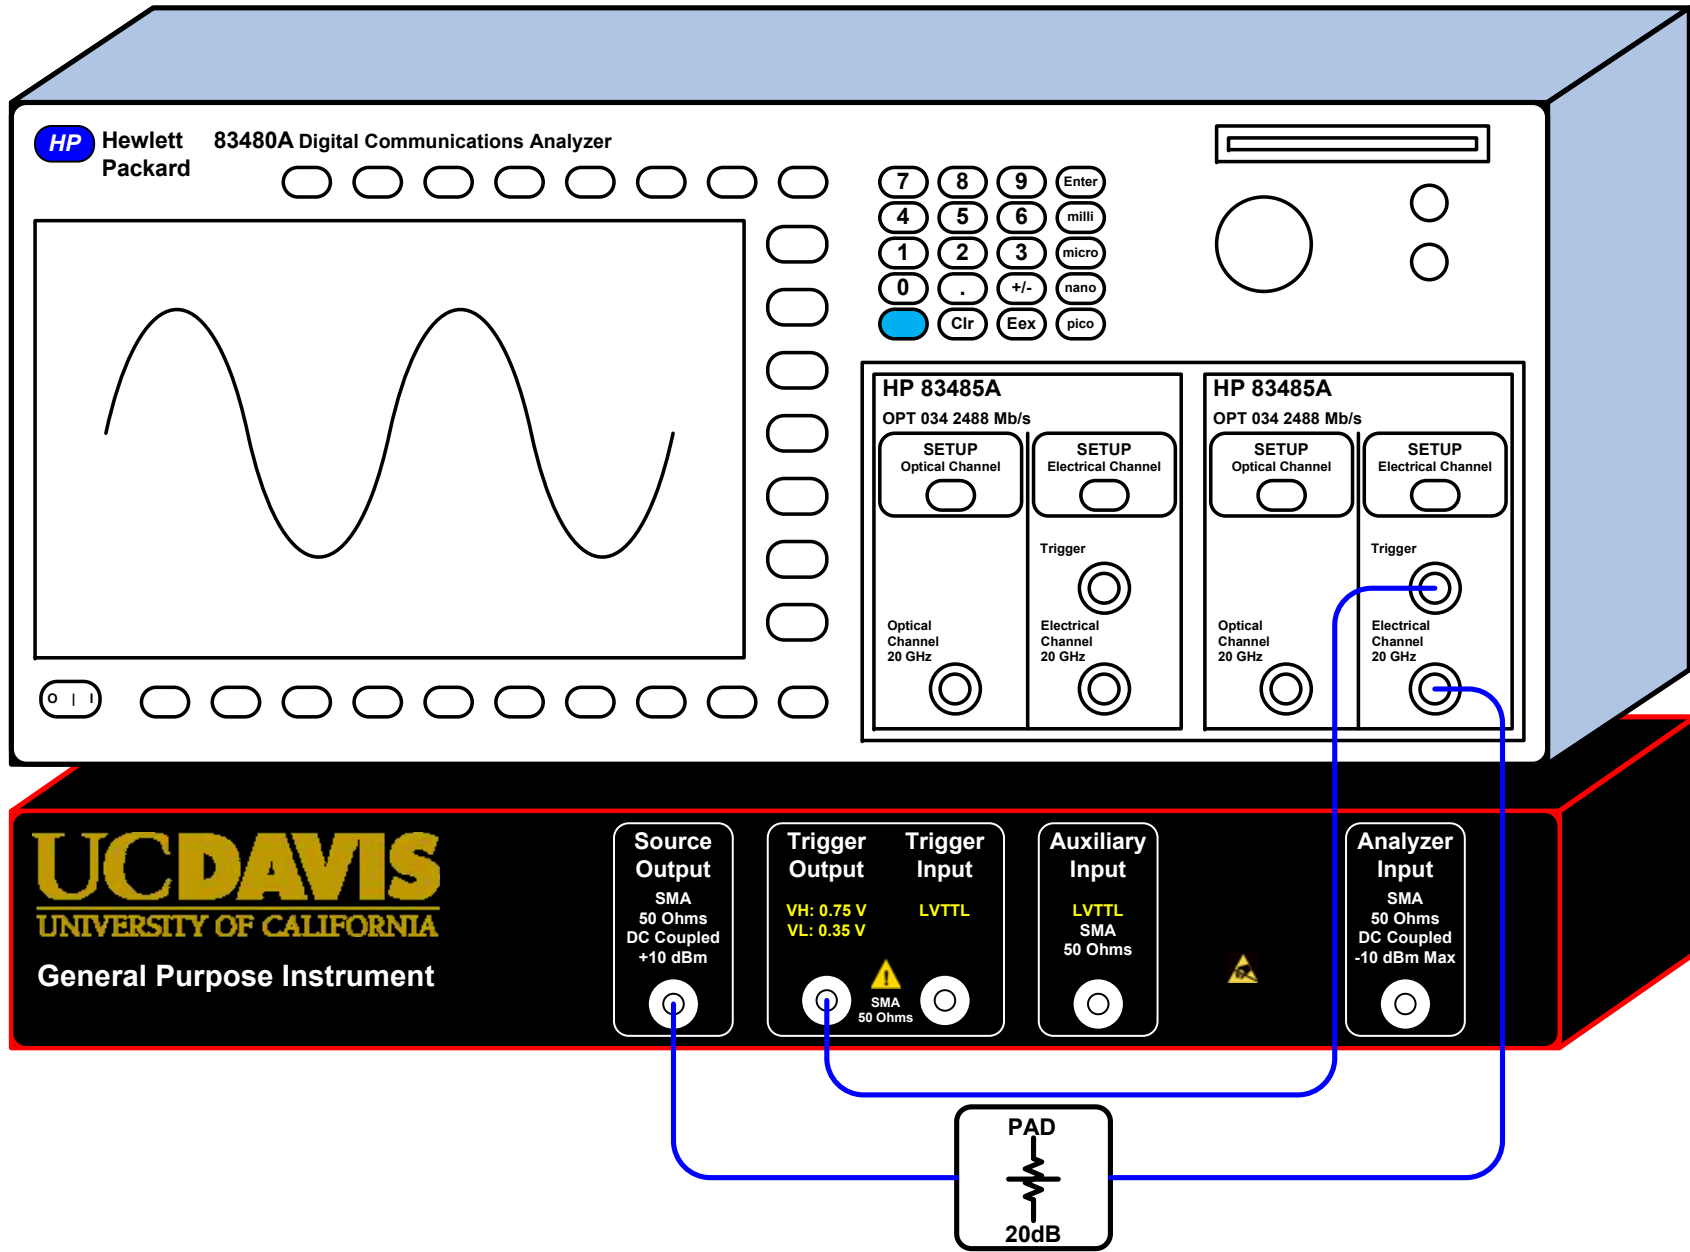 HP Hewlett Packard
83480A Digital Communications Analyzer
7 8 9 Enter
4 5 6 milli
1 2 3 micro
0 . +/- nano
Clr Eex pico
HP 83485A
OPT 034 2488 Mb/s
SETUP
Optical Channel
SETUP
Electrical Channel
Trigger
Optical
Channel
20 GHz
Electrical
Channel
20 GHz
HP 83485A
OPT 034 2488 Mb/s
SETUP
Optical Channel
SETUP
Electrical Channel
Trigger
Optical
Channel
20 GHz
Electrical
Channel
20 GHz
O | I
UCDAVIS
UNIVERSITY OF CALIFORNIA
General Purpose Instrument
Source
Output
SMA
50 Ohms
DC Coupled
+10 dBm
Trigger
Output
VH: 0.75 V
VL: 0.35 V
Trigger
Input
LVTTL
SMA
50 Ohms
Auxiliary
Input
LVTTL
SMA
50 Ohms
Analyzer
Input
SMA
50 Ohms
DC Coupled
-10 dBm Max
PAD
20dB